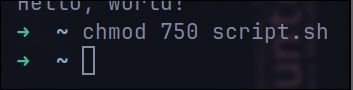 Hello, World!
→ ~ chmod 750 script.sh
→ ~